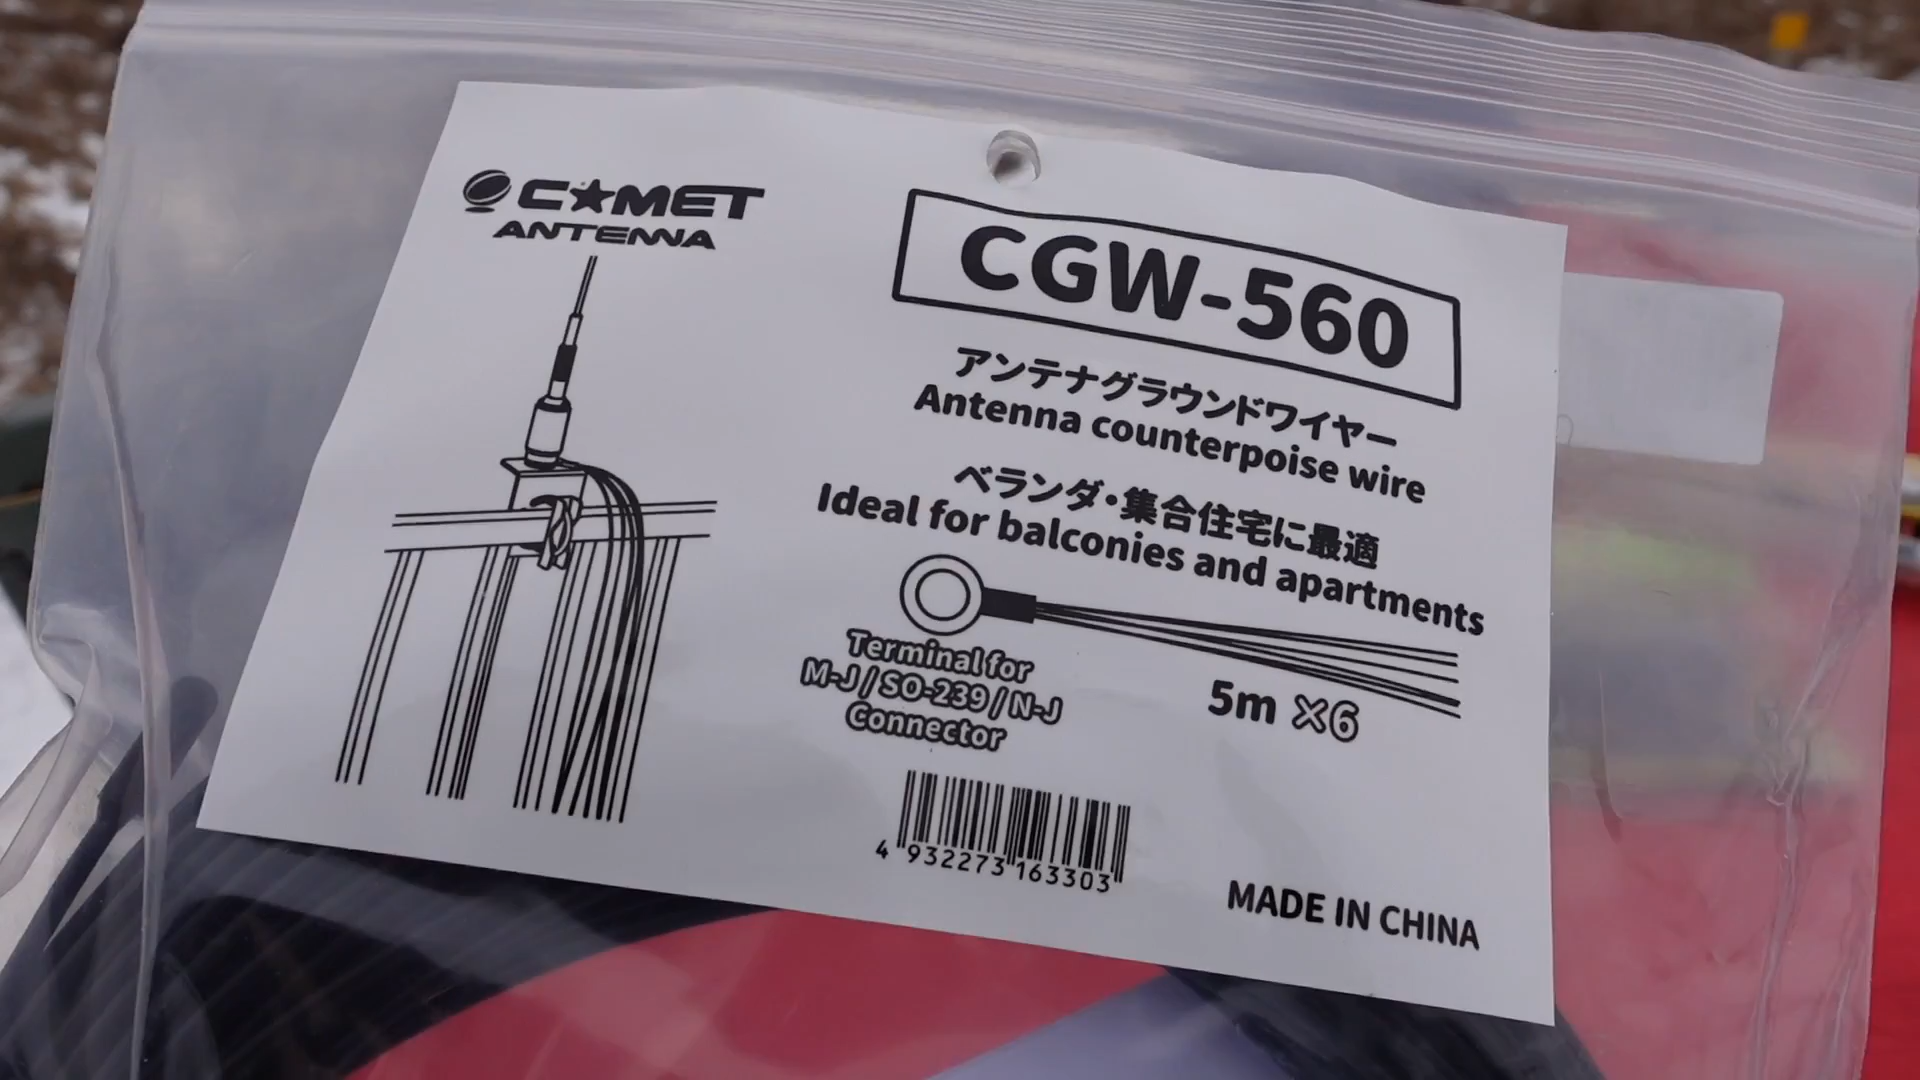 COMET
ANTENNA
CGW-560
アンテナグラウンドワイヤー
Antenna counterpoise wire
ベランダ・集合住宅に最適
Ideal for balconies and apartments
Terminal for
M-J / SO-239 / N-J
Connector
5m ×6
4 932273 163303
MADE IN CHINA